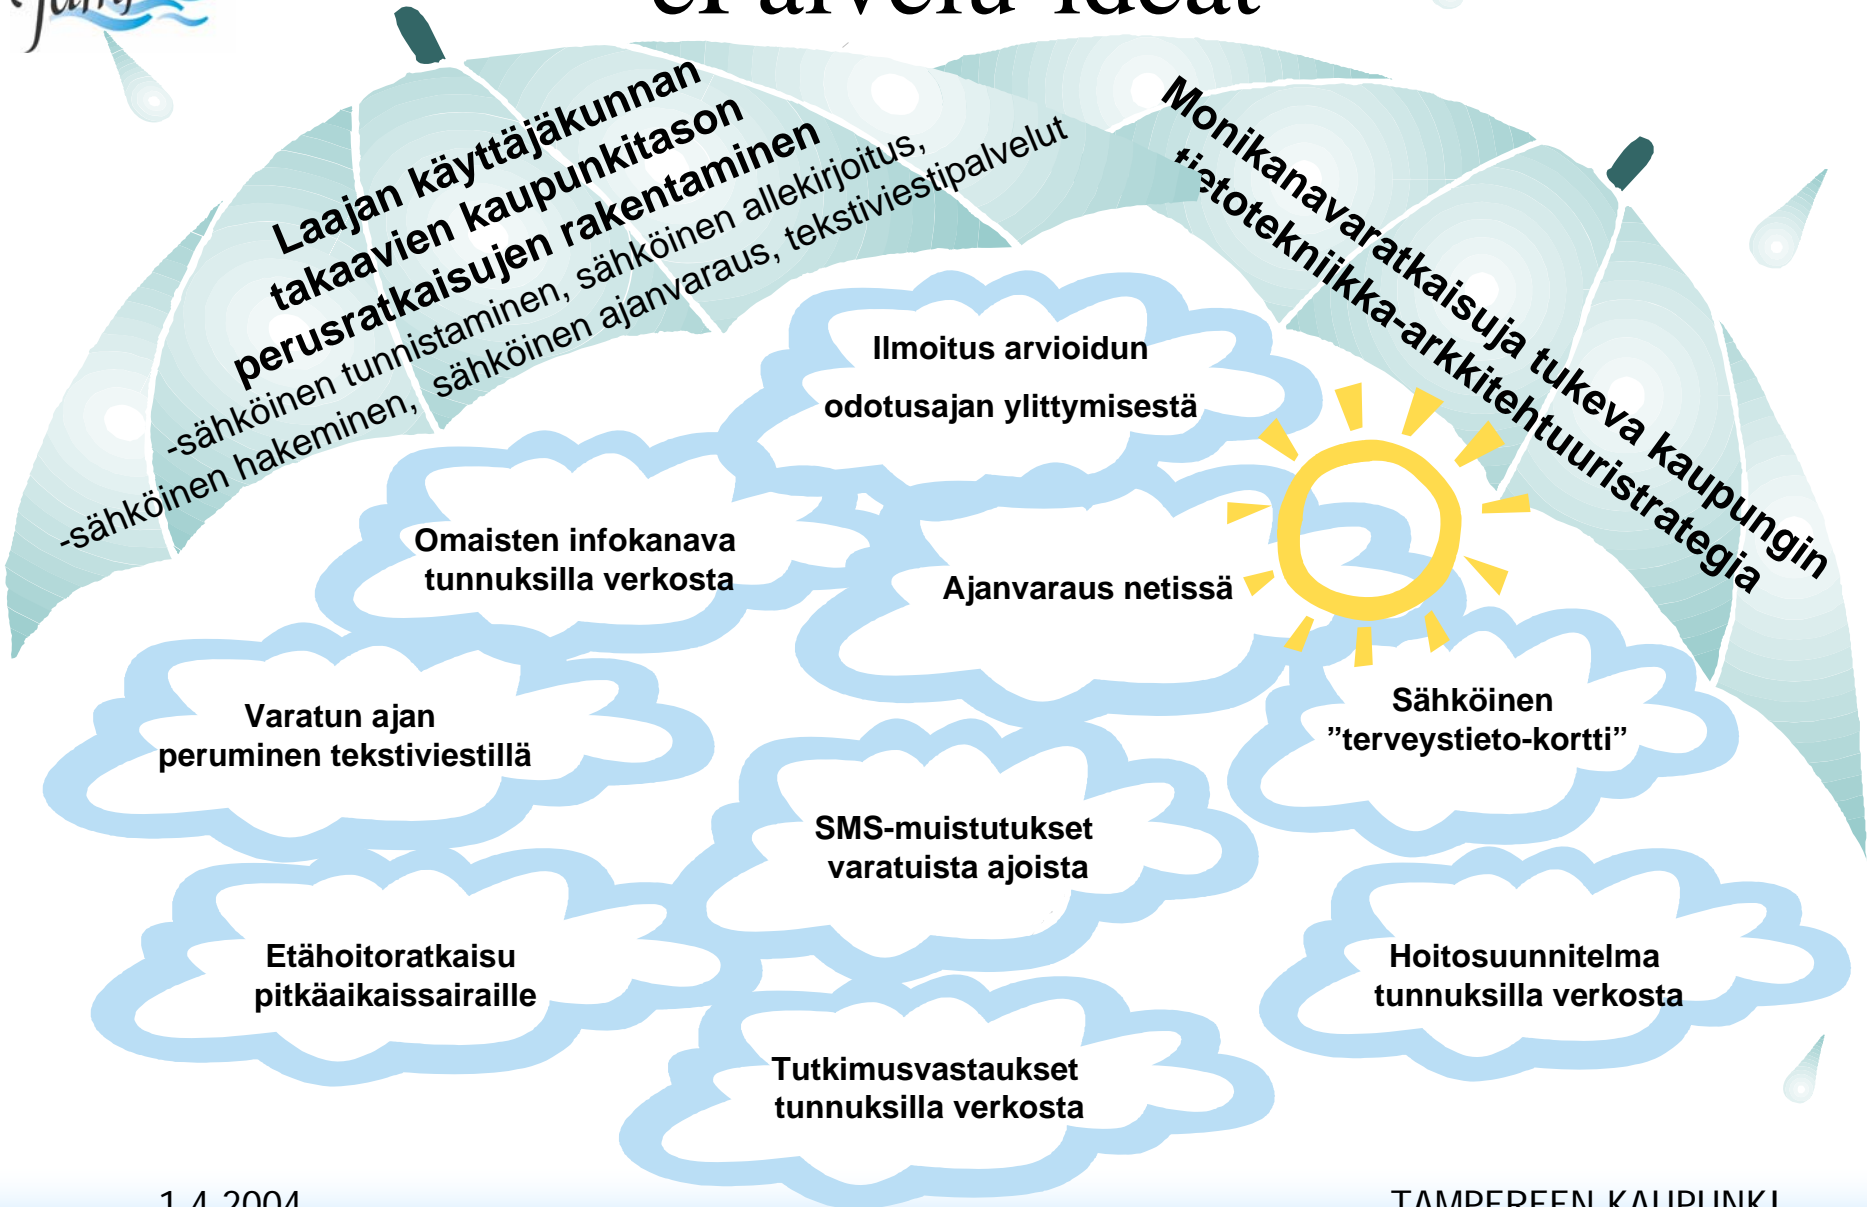 ePalvelu-ideat
Laajan käyttäjäkunnan
takaavien kaupunkitason
perusratkaisujen rakentaminen
-sähköinen tunnistaminen, sähköinen allekirjoitus,
-sähköinen hakeminen, sähköinen ajanvaraus, tekstiviestipalvelut
Monikanavaratkaisuja tukeva kaupungin
tietotekniikka-arkkitehtuuristrategia
Ilmoitus arvioidun
odotusajan ylittymisestä
Omaisten infokanava
tunnuksilla verkosta
Ajanvaraus netissä
Varatun ajan
peruminen tekstiviestillä
Sähköinen
”terveystieto-kortti”
SMS-muistutukset
varatuista ajoista
Etähoitoratkaisu
pitkäaikaissairaille
Hoitosuunnitelma
tunnuksilla verkosta
Tutkimusvastaukset
tunnuksilla verkosta
1.4.2004
TAMPEREEN KAUPUNKI